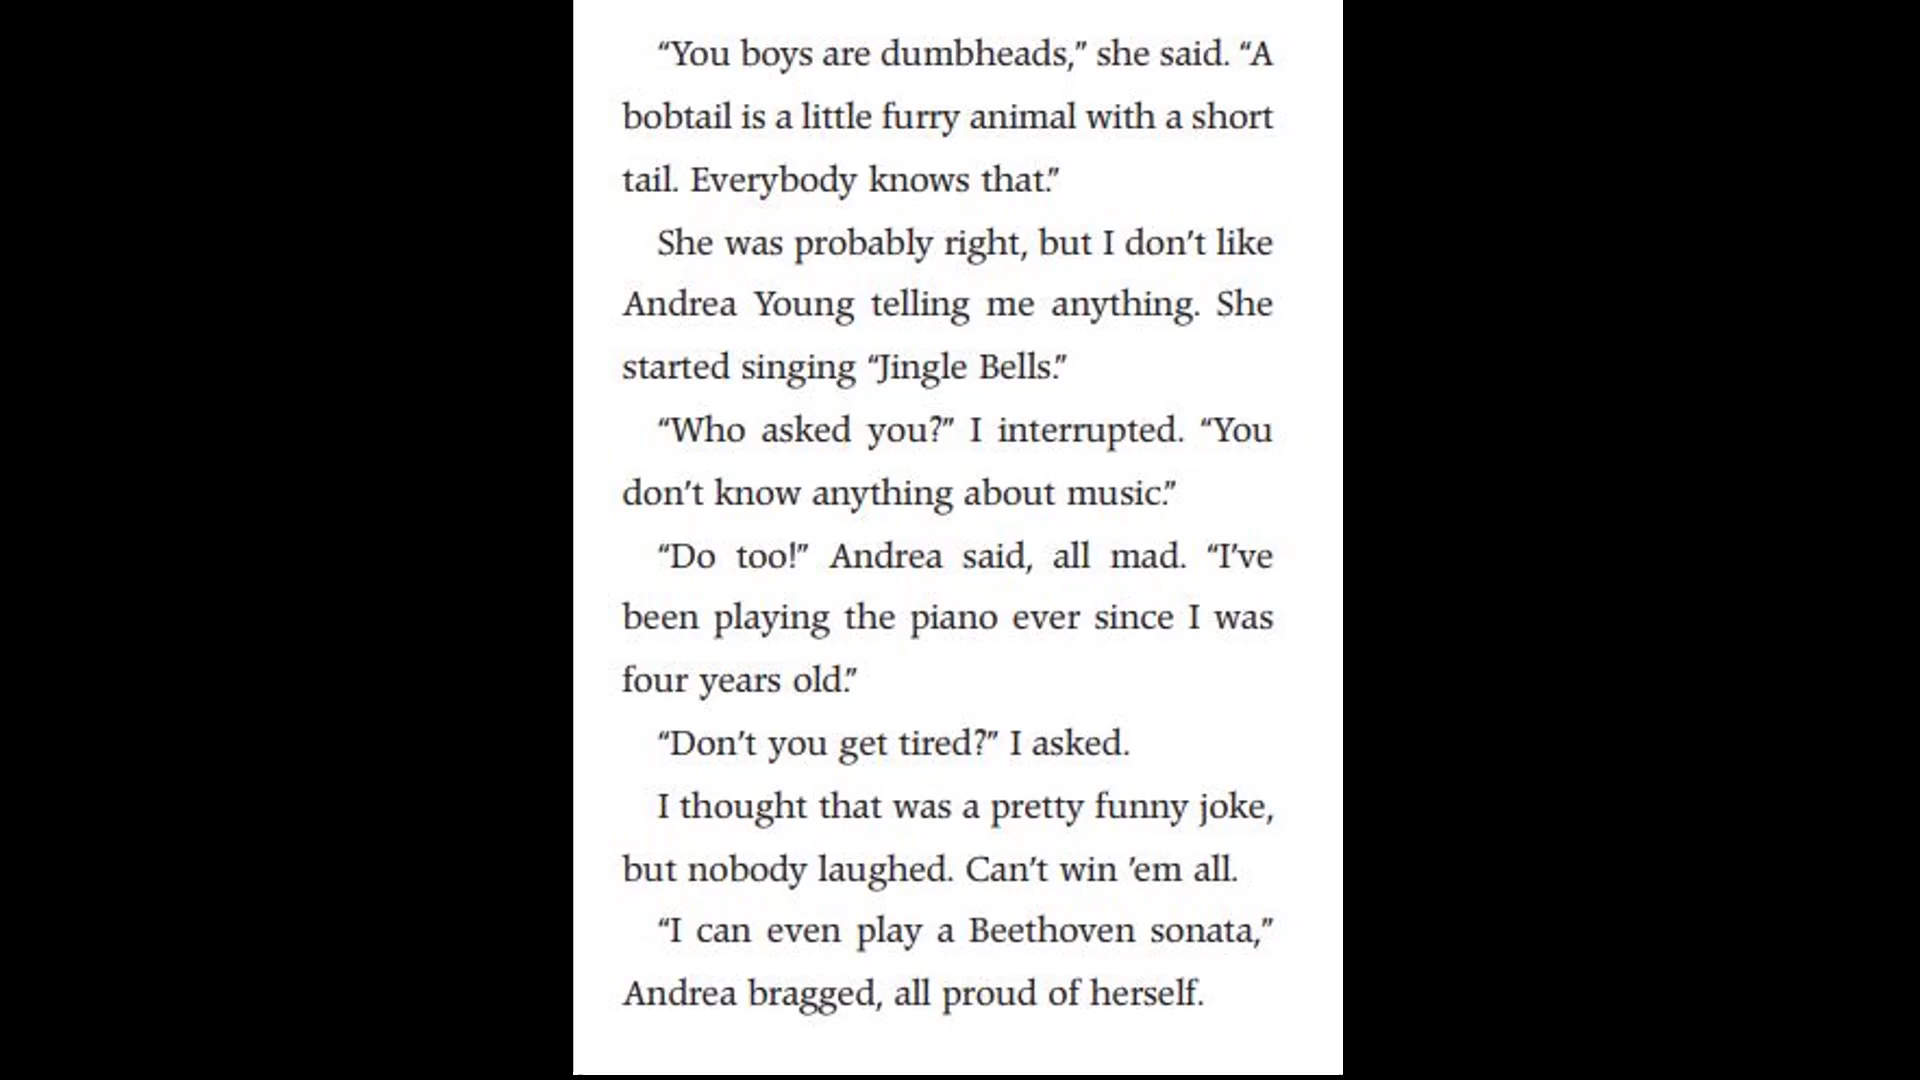 “You boys are dumbheads,” she said. “A
bobtail is a little furry animal with a short
tail. Everybody knows that.”
She was probably right, but I don’t like
Andrea Young telling me anything. She
started singing “Jingle Bells.”
“Who asked you?” I interrupted. “You
don’t know anything about music.”
“Do too!” Andrea said, all mad. “I’ve
been playing the piano ever since I was
four years old.”
“Don’t you get tired?” I asked.
I thought that was a pretty funny joke,
but nobody laughed. Can’t win ’em all.
“I can even play a Beethoven sonata,”
Andrea bragged, all proud of herself.